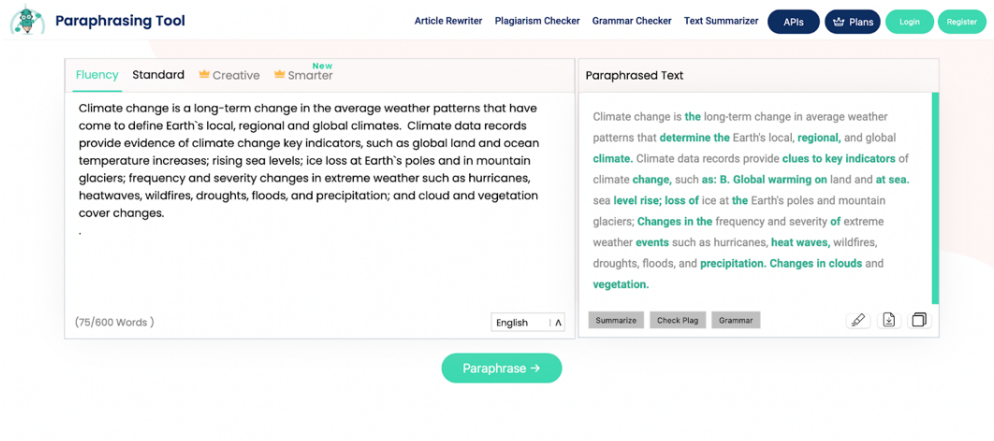 Paraphrasing Tool
Article Rewriter Plagiarism Checker Grammar Checker Text Summarizer APIs Plans Login Register
Fluency Standard Creative Smarter New
Climate change is a long-term change in the average weather patterns that have
come to define Earth`s local, regional and global climates.  Climate data records
provide evidence of climate change key indicators, such as global land and ocean
temperature increases; rising sea levels; ice loss at Earth`s poles and in mountain
glaciers; frequency and severity changes in extreme weather such as hurricanes,
heatwaves, wildfires, droughts, floods, and precipitation; and cloud and vegetation
cover changes.
.
(75/600 Words )
English
Paraphrased Text
Climate change is the long-term change in average weather
patterns that determine the Earth's local, regional, and global
climate. Climate data records provide clues to key indicators of
climate change, such as: B. Global warming on land and at sea.
sea level rise; loss of ice at the Earth's poles and mountain
glaciers; Changes in the frequency and severity of extreme
weather events such as hurricanes, heat waves, wildfires,
droughts, floods, and precipitation. Changes in clouds and
vegetation.
Summarize Check Plag Grammar
Paraphrase →